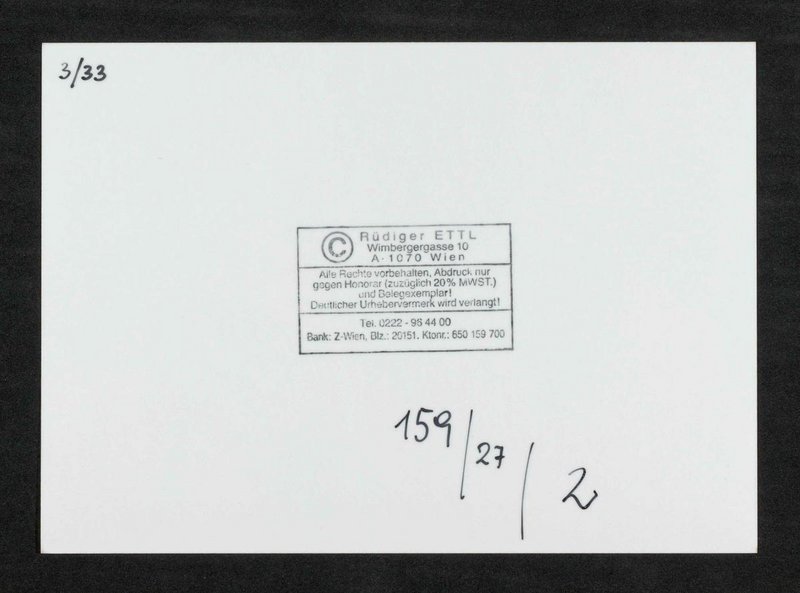 3/33
© Rüdiger ETTL
Wimbergergasse 10
A-1070 Wien
Alle Rechte vorbehalten, Abdruck nur
gegen Honorar (zuzüglich 20% MWST.)
und Belegexemplar!
Deutlicher Urhebervermerk wird verlangt!
Tel. 0222 - 96 44 00
Bank: Z-Wien, Blz.: 20151. Ktonr.: 650 159 700
159/27/2